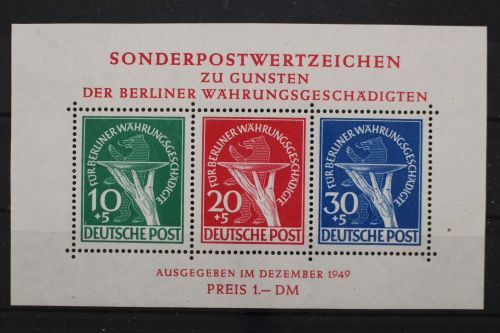 SONDERPOSTWERTZEICHEN
ZU GUNSTEN
DER BERLINER WÄHRUNGSGESCHÄDIGTEN
FÜR BERLINER WÄHRUNGSGESCHÄDIGTE
10
+5
DEUTSCHE POST
FÜR BERLINER WÄHRUNGSGESCHÄDIGTE
20
+5
DEUTSCHE POST
FÜR BERLINER WÄHRUNGSGESCHÄDIGTE
30
+5
DEUTSCHE POST
AUSGEGEBEN IM DEZEMBER 1949
PREIS 1.— DM